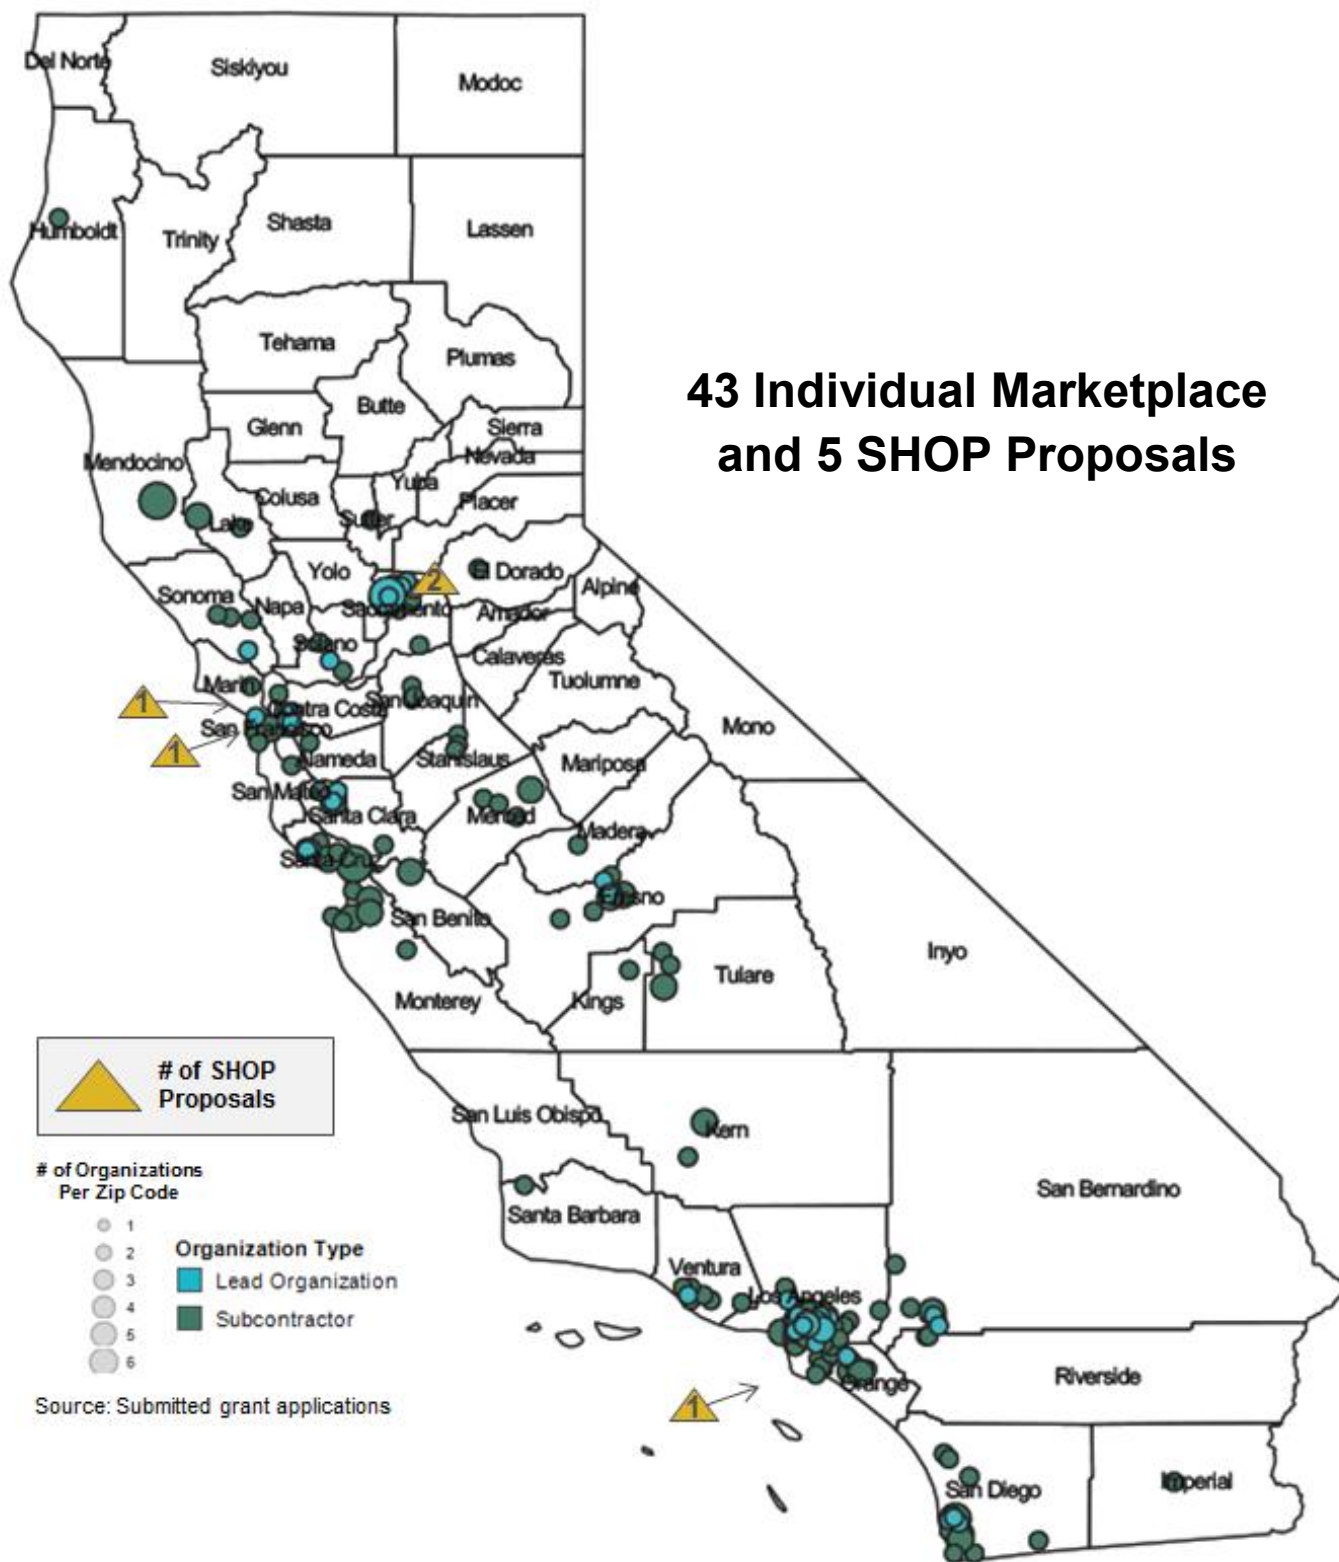 Del Norte
Siskiyou
Modoc
Humboldt
Trinity
Shasta
Lassen
Tehama
Plumas
43 Individual Marketplace
and 5 SHOP Proposals
Butte
Glenn
Sierra
Nevada
Mendocino
Yuba
Colusa
Placer
Lake
Sutter
Yolo
El Dorado
2
Alpine
Sonoma
Napa
Sacramento
Amador
Solano
Calaveras
Tuolumne
Marin
1
Contra Costa
San Joaquin
Mono
San Francisco
1
Alameda
Stanislaus
Mariposa
San Mateo
Santa Clara
Merced
Madera
Santa Cruz
Fresno
San Benito
Inyo
Tulare
Monterey
Kings
# of SHOP
Proposals
San Luis Obispo
Kern
# of Organizations
Per Zip Code
San Bernardino
Santa Barbara
1
2
3
4
5
6
Organization Type
Lead Organization
Subcontractor
Ventura
Los Angeles
Orange
Riverside
1
Source: Submitted grant applications
San Diego
Imperial